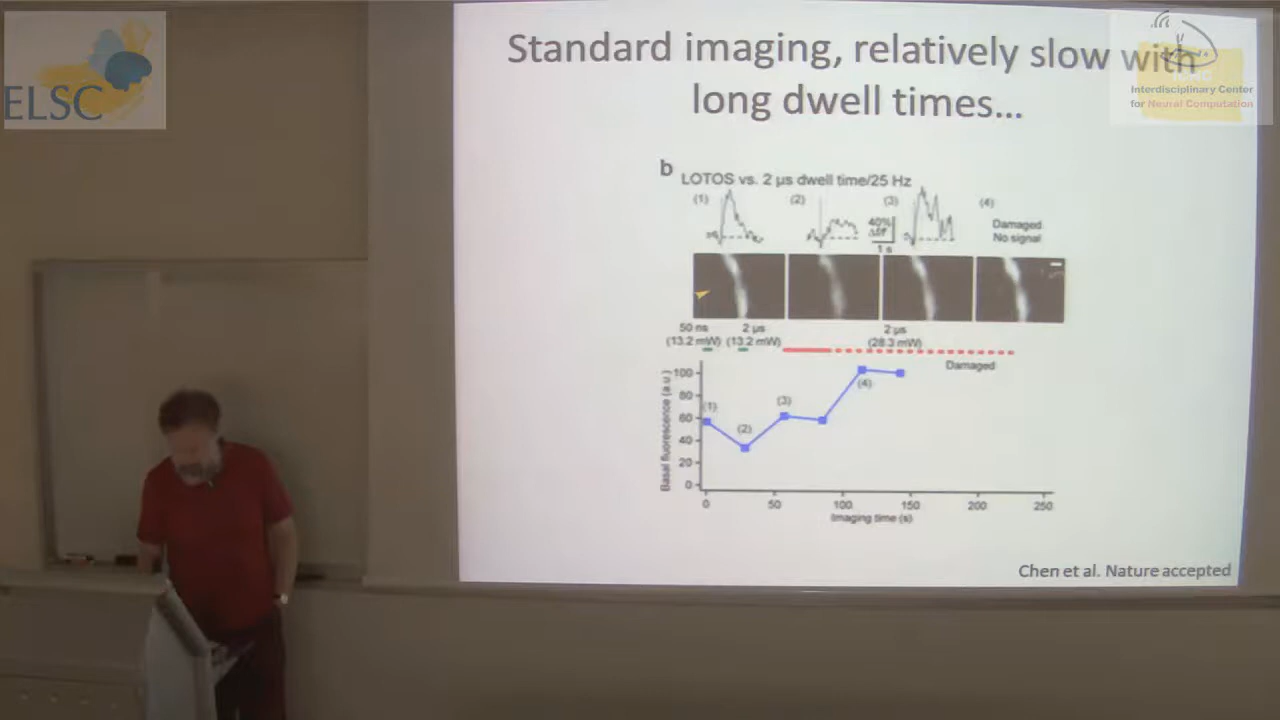 ELSC
Standard imaging, relatively slow with
long dwell times...
Interdisciplinary Center
for Neural Computation
b
LOTOS vs. 2 µs dwell time/25 Hz
(1)
(2)
(3)
(4)
40%
1 s
Damaged
No signal
50 ns
(13.2 mW)
2 µs
(13.2 mW)
2 µs
(28.3 mW)
Damaged
Basal fluorescence (a.u.)
100
80
60
40
20
0
(1)
(2)
(3)
(4)
0
50
100
150
200
250
Imaging time (s)
Chen et al. Nature accepted